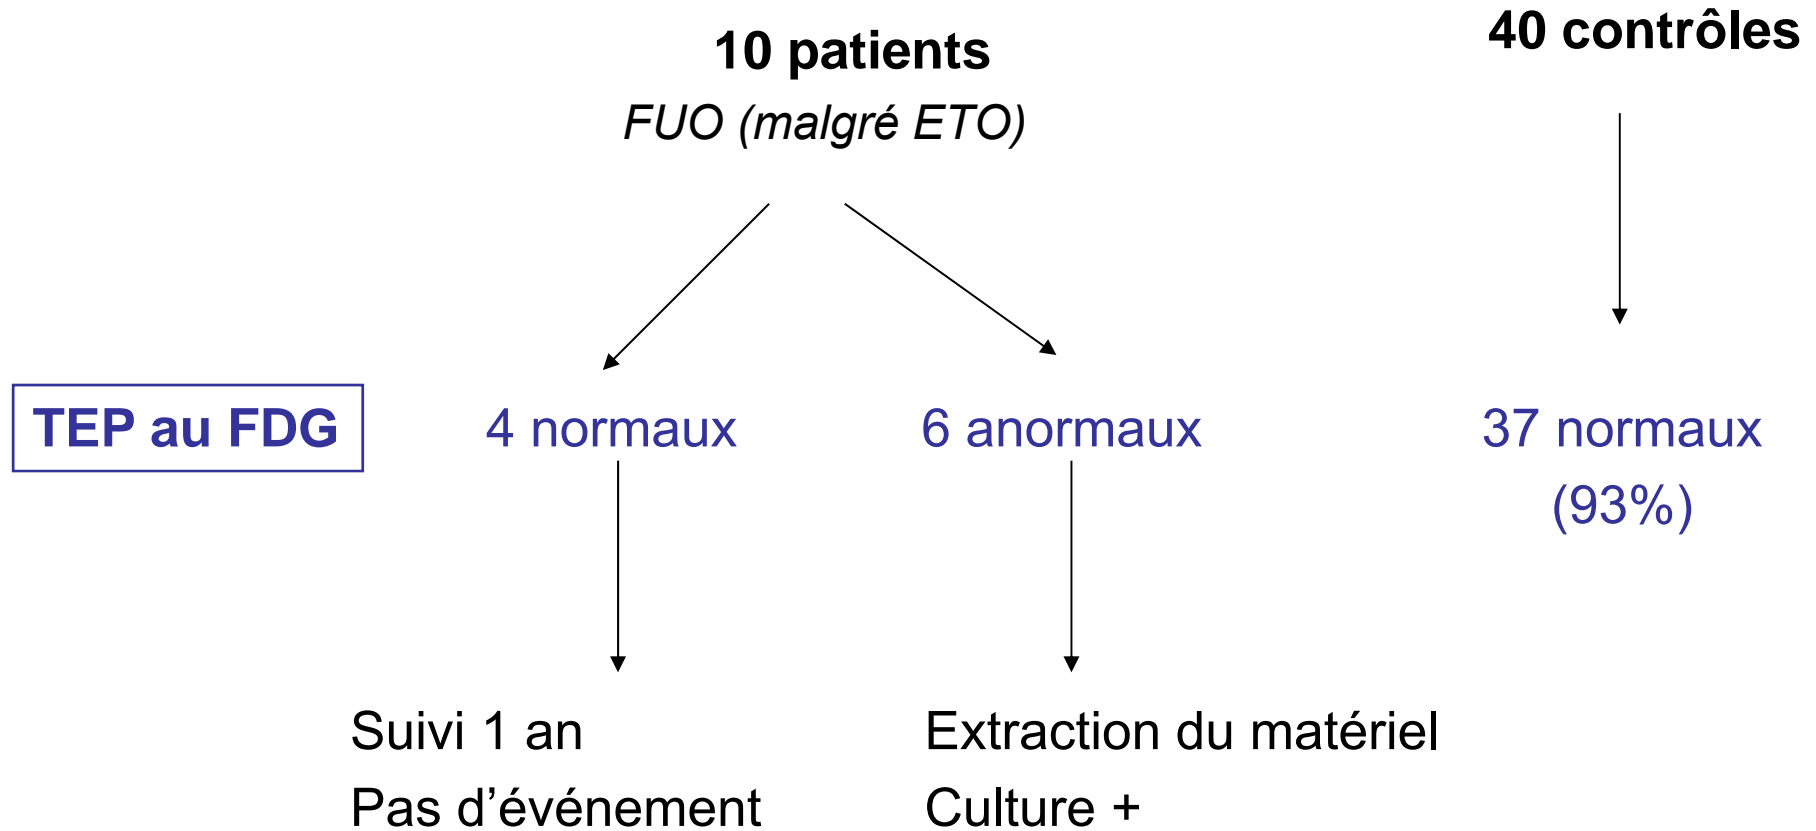 10 patients
FUO (malgré ETO)
40 contrôles
TEP au FDG
4 normaux
6 anormaux
37 normaux
(93%)
Suivi 1 an
Pas d’événement
Extraction du matériel
Culture +